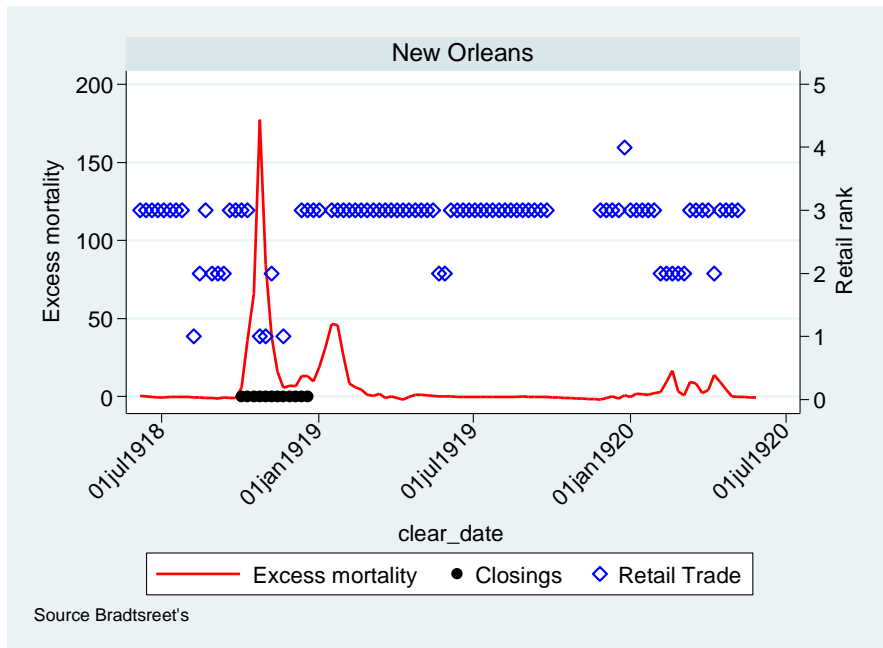 New Orleans
200
150
100
50
0
Excess mortality
5
4
3
2
1
0
Retail rank
01jul1918
01jan1919
01jul1919
01jan1920
01jul1920
clear_date
Excess mortality Closings Retail Trade
Source Bradtsreet's